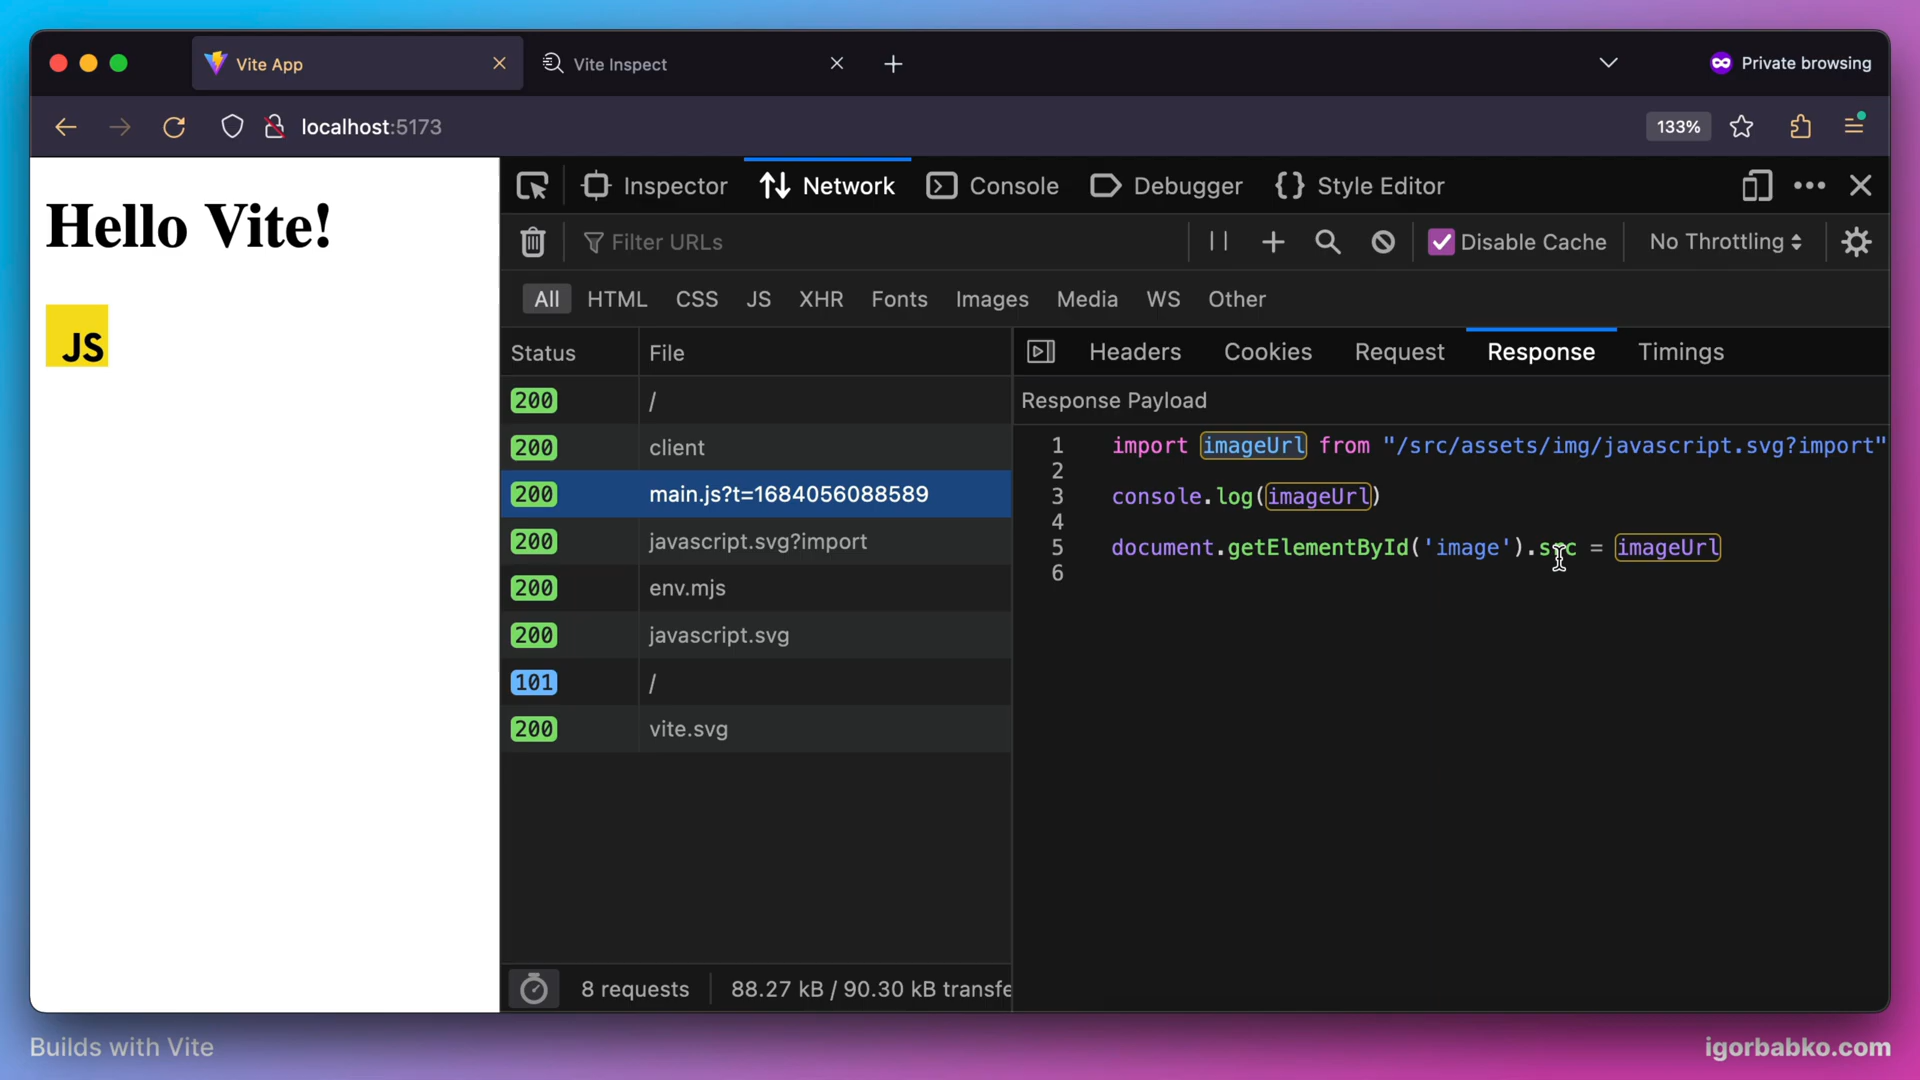 Vite App
Vite Inspect
Private browsing
localhost:5173
133%
Hello Vite!
JS
Inspector
Network
Console
Debugger
{} Style Editor
Filter URLs
Disable Cache
No Throttling
All HTML CSS JS XHR Fonts Images Media WS Other
Status File
200 /
200 client
200 main.js?t=1684056088589
200 javascript.svg?import
200 env.mjs
200 javascript.svg
101 /
200 vite.svg
8 requests
88.27 kB / 90.30 kB transfe
Headers Cookies Request Response Timings
Response Payload
1 import imageUrl from "/src/assets/img/javascript.svg?import"
2
3 console.log(imageUrl)
4
5 document.getElementById('image').src = imageUrl
6
Builds with Vite
igorbabko.com